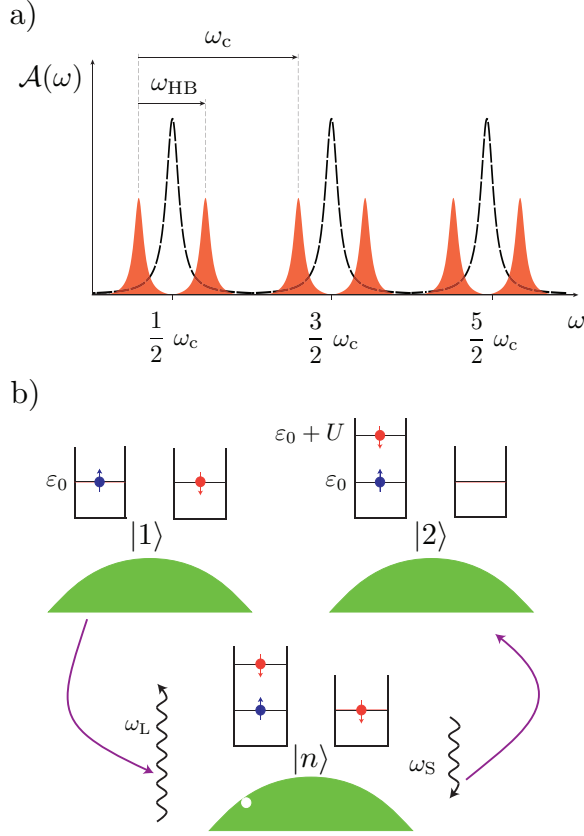 a)
ω_c
𝒜(ω)
ω_HB
1/2 ω_c 3/2 ω_c 5/2 ω_c ω
b)
ε_0 + U
ε_0 ε_0
|1⟩ |2⟩
ω_L ω_S
|n⟩